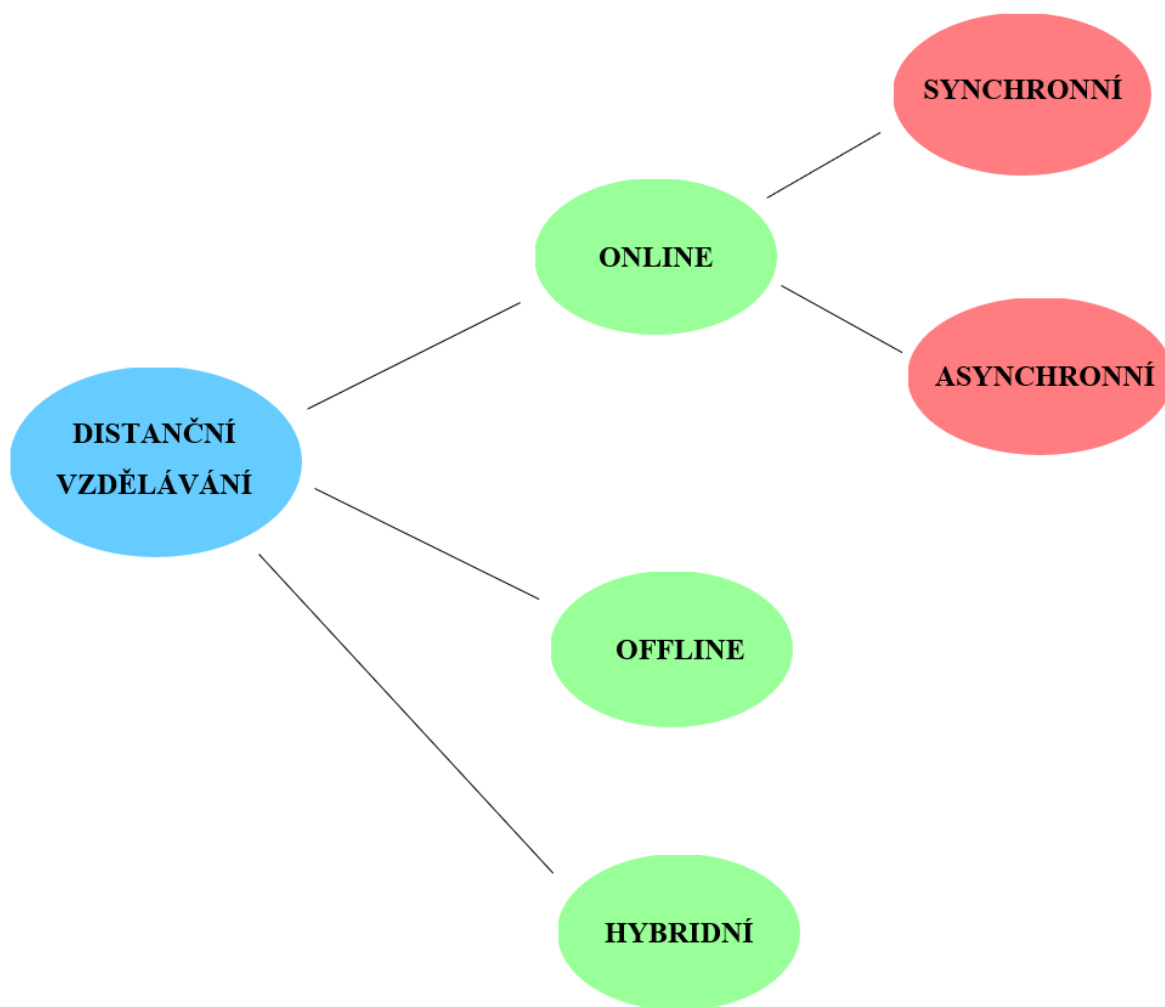 SYNCHRONNÍ
ONLINE
ASYNCHRONNÍ
DISTANČNÍ
VZDĚLÁVÁNÍ
OFFLINE
HYBRIDNÍ